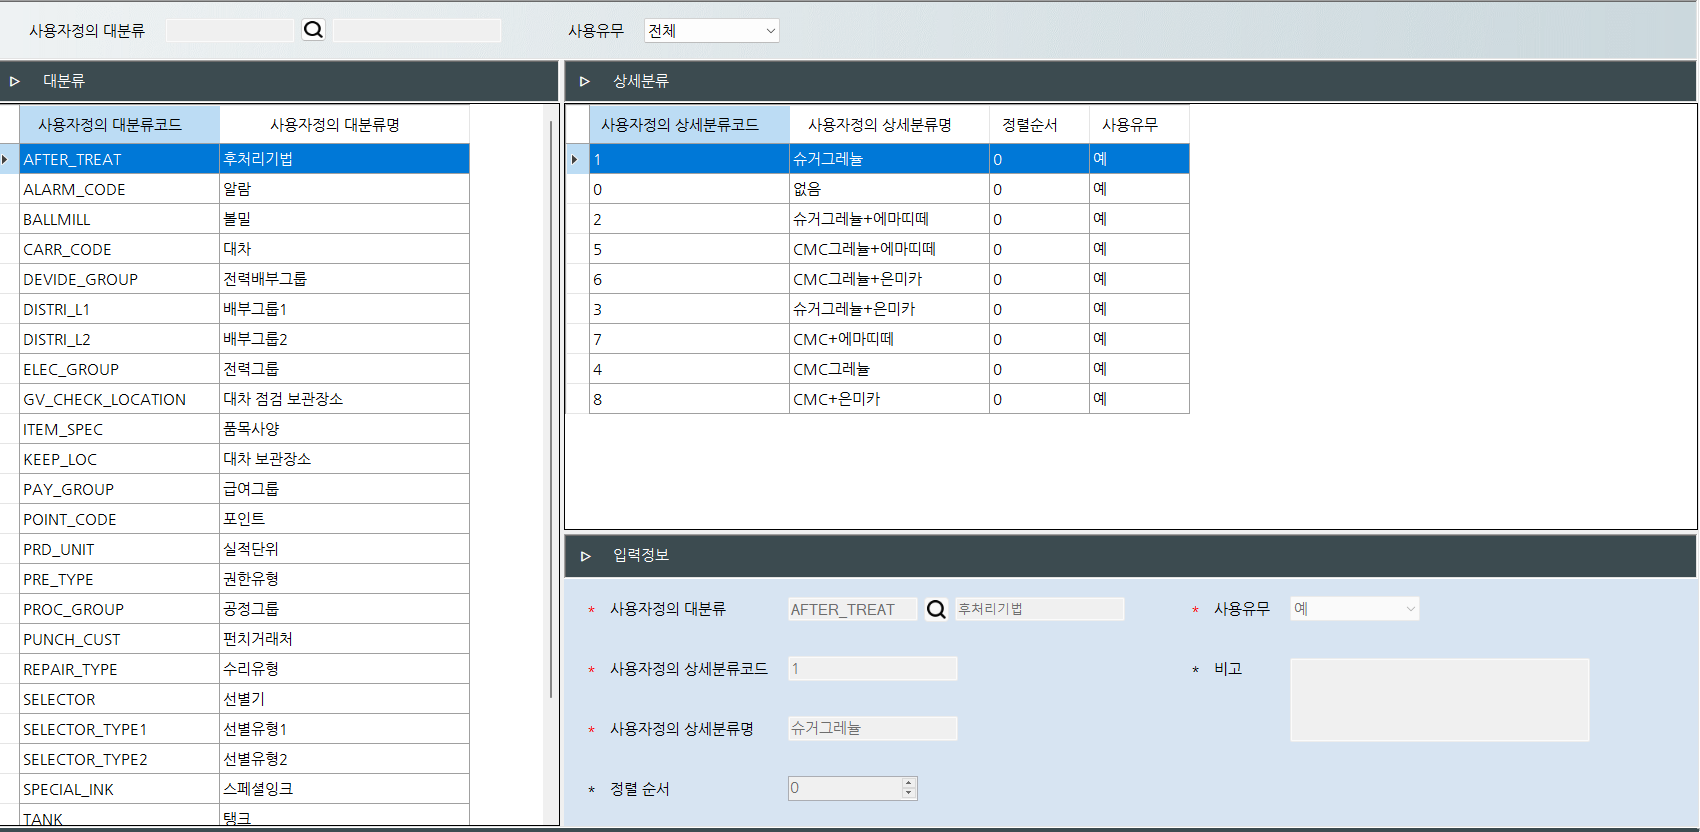 사용자정의 대분류 사용유무 전체
대분류
사용자정의 대분류코드 사용자정의 대분류명
AFTER_TREAT 후처리기법
ALARM_CODE 알람
BALLMILL 볼밀
CARR_CODE 대차
DEVIDE_GROUP 전력배부그룹
DISTRI_L1 배부그룹1
DISTRI_L2 배부그룹2
ELEC_GROUP 전력그룹
GV_CHECK_LOCATION 대차 점검 보관장소
ITEM_SPEC 품목사양
KEEP_LOC 대차 보관장소
PAY_GROUP 급여그룹
POINT_CODE 포인트
PRD_UNIT 실적단위
PRE_TYPE 권한유형
PROC_GROUP 공정그룹
PUNCH_CUST 펀치거래처
REPAIR_TYPE 수리유형
SELECTOR 선별기
SELECTOR_TYPE1 선별유형1
SELECTOR_TYPE2 선별유형2
SPECIAL_INK 스페셜잉크
TANK 탱크
상세분류
사용자정의 상세분류코드 사용자정의 상세분류명 정렬순서 사용유무
1 슈거그레뉼 0 예
0 없음 0 예
2 슈거그레뉼+에마띠떼 0 예
5 CMC그레뉼+에마띠떼 0 예
6 CMC그레뉼+은미카 0 예
3 슈거그레뉼+은미카 0 예
7 CMC+에마띠떼 0 예
4 CMC그레뉼 0 예
8 CMC+은미카 0 예
입력정보
* 사용자정의 대분류 AFTER_TREAT 후처리기법 * 사용유무 예
* 사용자정의 상세분류코드 1 * 비고
* 사용자정의 상세분류명 슈거그레뉼
* 정렬 순서 0